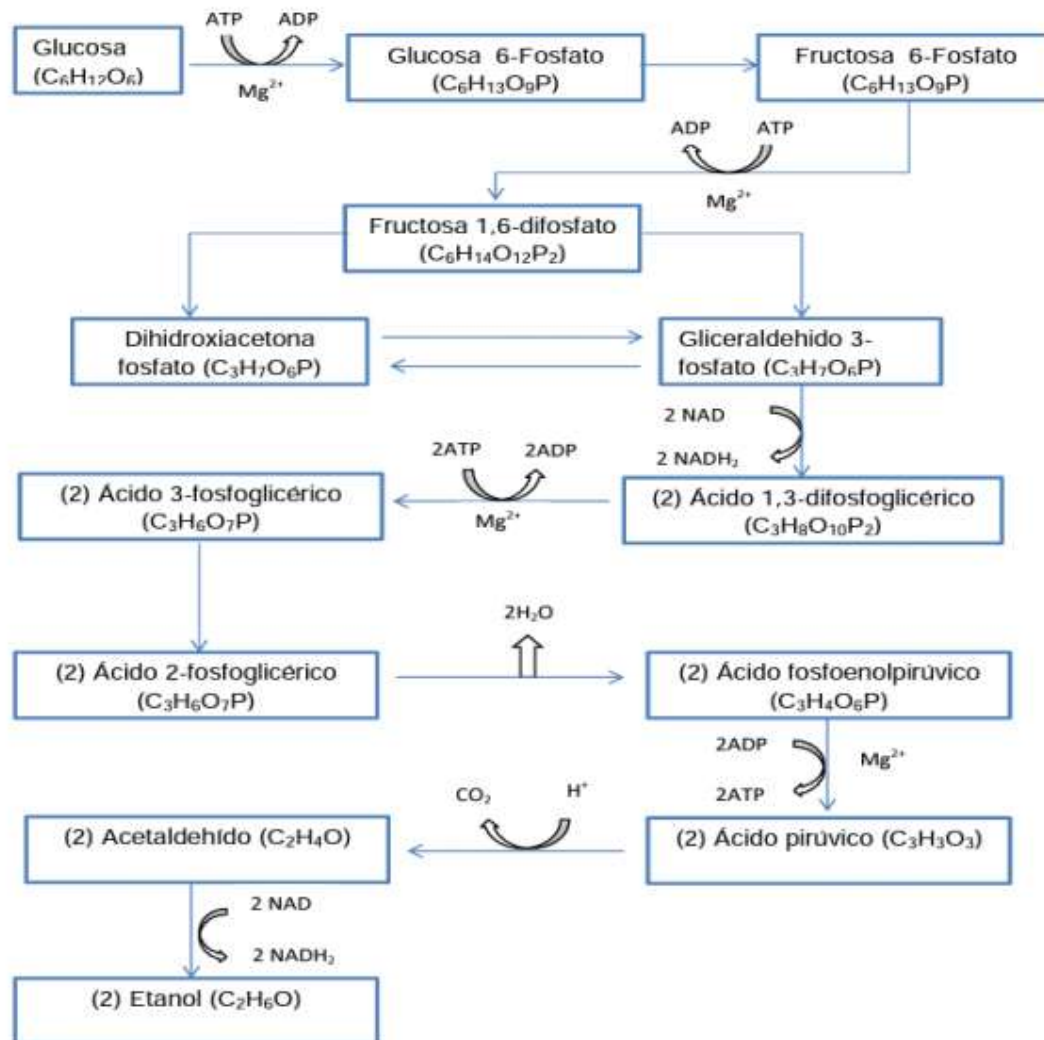 ATP ADP
Glucosa
(C₆H₁₂O₆)
Mg²⁺
Glucosa 6-Fosfato
(C₆H₁₃O₉P)
Fructosa 6-Fosfato
(C₆H₁₃O₉P)
ADP ATP
Mg²⁺
Fructosa 1,6-difosfato
(C₆H₁₄O₁₂P₂)
Dihidroxiacetona
fosfato (C₃H₇O₆P)
Gliceraldehido 3-
fosfato (C₃H₇O₆P)
2 NAD
2 NADH₂
2ATP 2ADP
Mg²⁺
(2) Ácido 3-fosfoglicérico
(C₃H₆O₇P)
(2) Ácido 1,3-difosfoglicérico
(C₃H₈O₁₀P₂)
2H₂O
(2) Ácido 2-fosfoglicérico
(C₃H₆O₇P)
(2) Ácido fosfoenolpirúvico
(C₃H₄O₆P)
2ADP
Mg²⁺
2ATP
CO₂ H⁺
(2) Acetaldehído (C₂H₄O)
(2) Ácido pirúvico (C₃H₃O₃)
2 NAD
2 NADH₂
(2) Etanol (C₂H₆O)